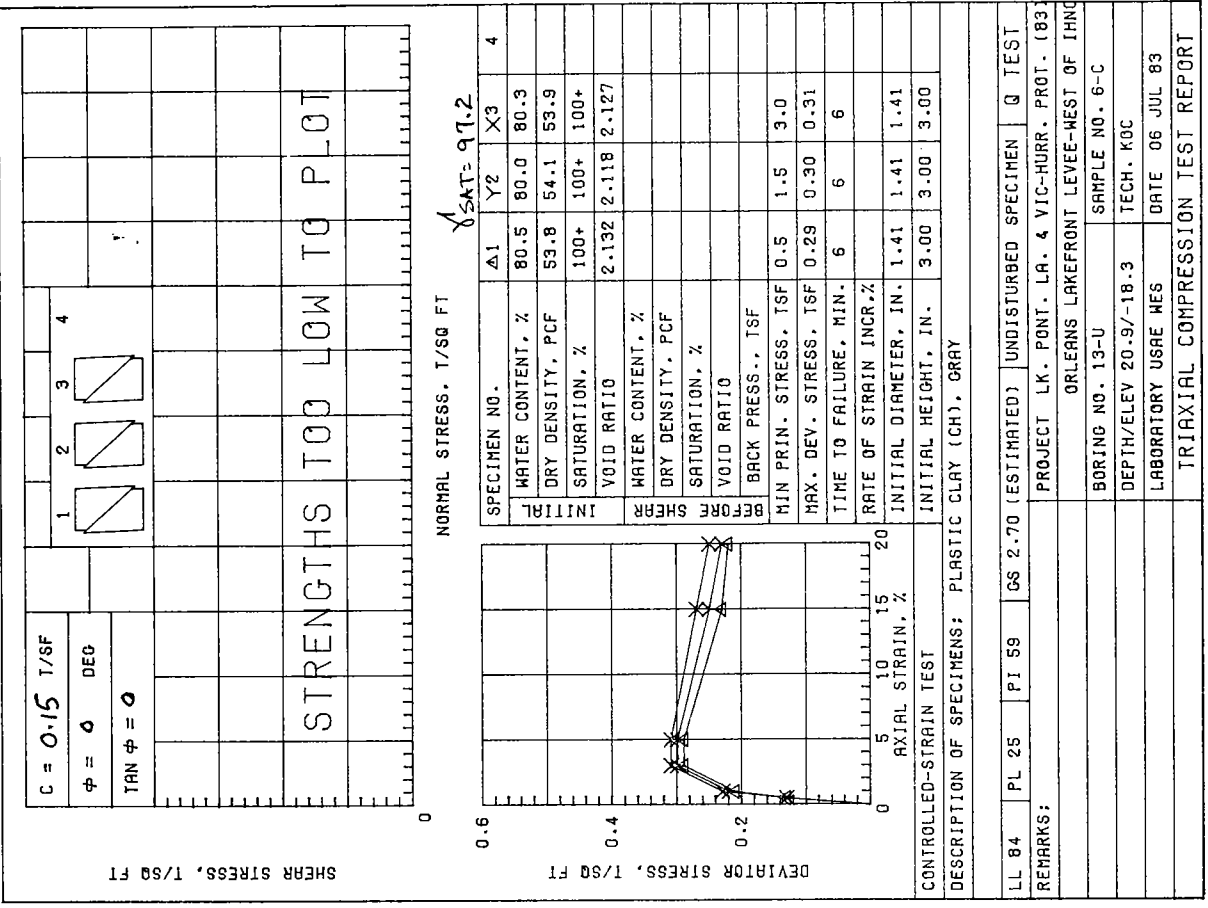 C = 0.15 T/SF
φ = 0 DEG
TAN φ = 0
1 2 3 4
SHEAR STRESS, T/SQ FT
STRENGTHS TOO LOW TO PLOT
0
NORMAL STRESS, T/SQ FT
γSAT= 97.2
0.6
0.4
0.2
DEVIATOR STRESS, T/SQ FT
0 5 10 15 20
AXIAL STRAIN, %
SPECIMEN NO. 1 Y2 X3 4
INITIAL
WATER CONTENT, % 80.5 80.0 80.3
DRY DENSITY, PCF 53.8 54.1 53.9
SATURATION, % 100+ 100+ 100+
VOID RATIO 2.132 2.118 2.127
BEFORE SHEAR
WATER CONTENT, %
DRY DENSITY, PCF
SATURATION, %
VOID RATIO
BACK PRESS., TSF
MIN PRIN. STRESS, TSF 0.5 1.5 3.0
MAX. DEV. STRESS, TSF 0.29 0.30 0.31
TIME TO FAILURE, MIN. 6 6 6
RATE OF STRAIN INCR.%
INITIAL DIAMETER, IN. 1.41 1.41 1.41
INITIAL HEIGHT, IN. 3.00 3.00 3.00
CONTROLLED-STRAIN TEST
DESCRIPTION OF SPECIMENS; PLASTIC CLAY (CH), GRAY
LL 84 PL 25 PI 59 GS 2.70 (ESTIMATED) UNDISTURBED SPECIMEN Q TEST
REMARKS:
PROJECT LK. PONT. LA. & VIC-HURR. PROT. (83)
ORLEANS LAKEFRONT LEVEE-WEST OF IHNC
BORING NO. 13-U SAMPLE NO. 6-C
DEPTH/ELEV 20.9/-18.3 TECH. KOC
LABORATORY USAE WES DATE 06 JUL 83
TRIAXIAL COMPRESSION TEST REPORT